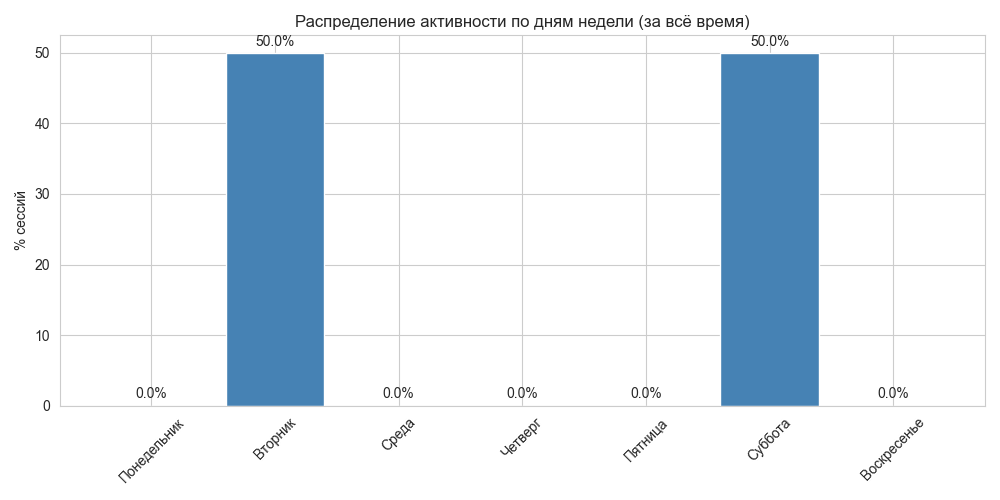 Распределение активности по дням недели (за всё время)
% сессий
50
40
30
20
10
0
0.0%
50.0%
0.0%
0.0%
0.0%
50.0%
0.0%
Понедельник
Вторник
Среда
Четверг
Пятница
Суббота
Воскресенье